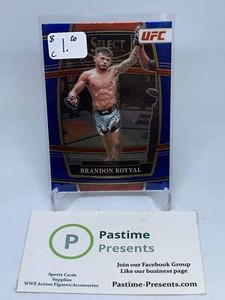 $ 00
c 1.
SELECT
UFC
BRANDON ROYVAL
P
Pastime
Presents
Sports Cards
Supplies
WWE Action Figures/Accessories
Join our Facebook Group
Like our business page
Pastime-Presents.com